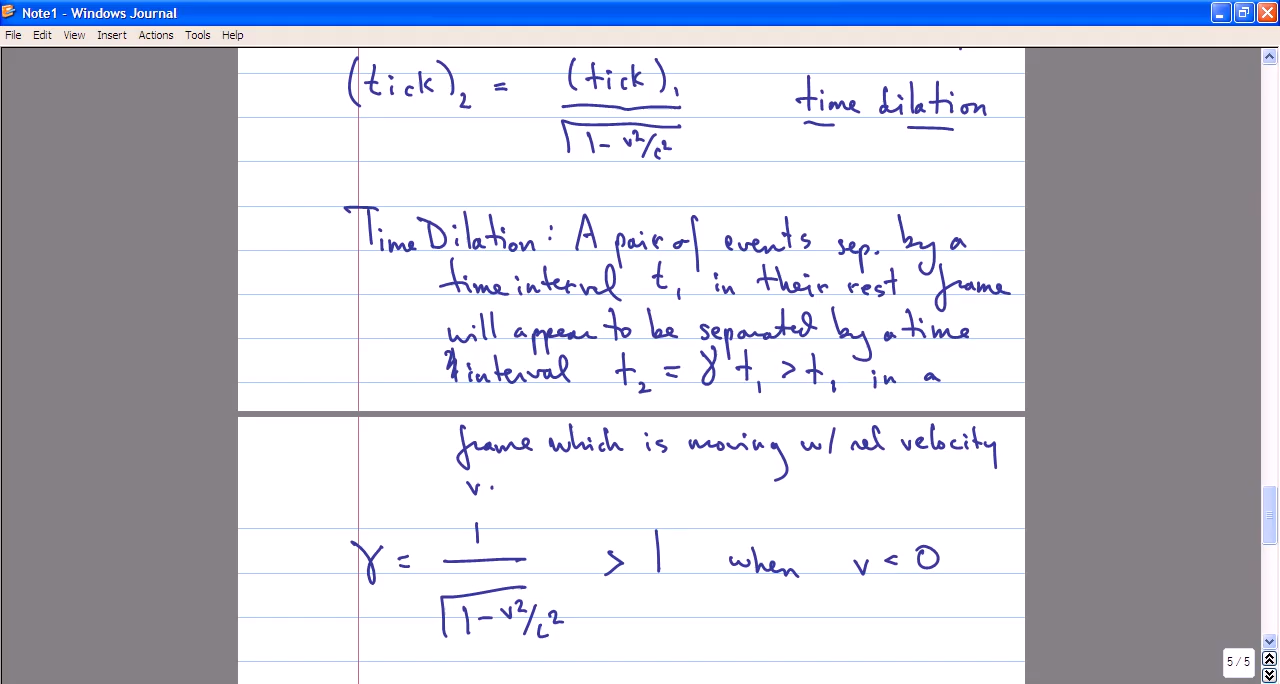 Note1 - Windows Journal
File Edit View Insert Actions Tools Help
(tick)₂ = (tick)₁ / √(1 - v²/c²) time dilation
Time Dilation: A pair of events sep. by a
time interval t₁ in their rest frame
will appear to be separated by a time
interval t₂ = γ t₁ > t₁ in a
frame which is moving w/ rel velocity
v.
γ = 1 / √(1 - v²/c²) > 1 when v < 0
5 / 5